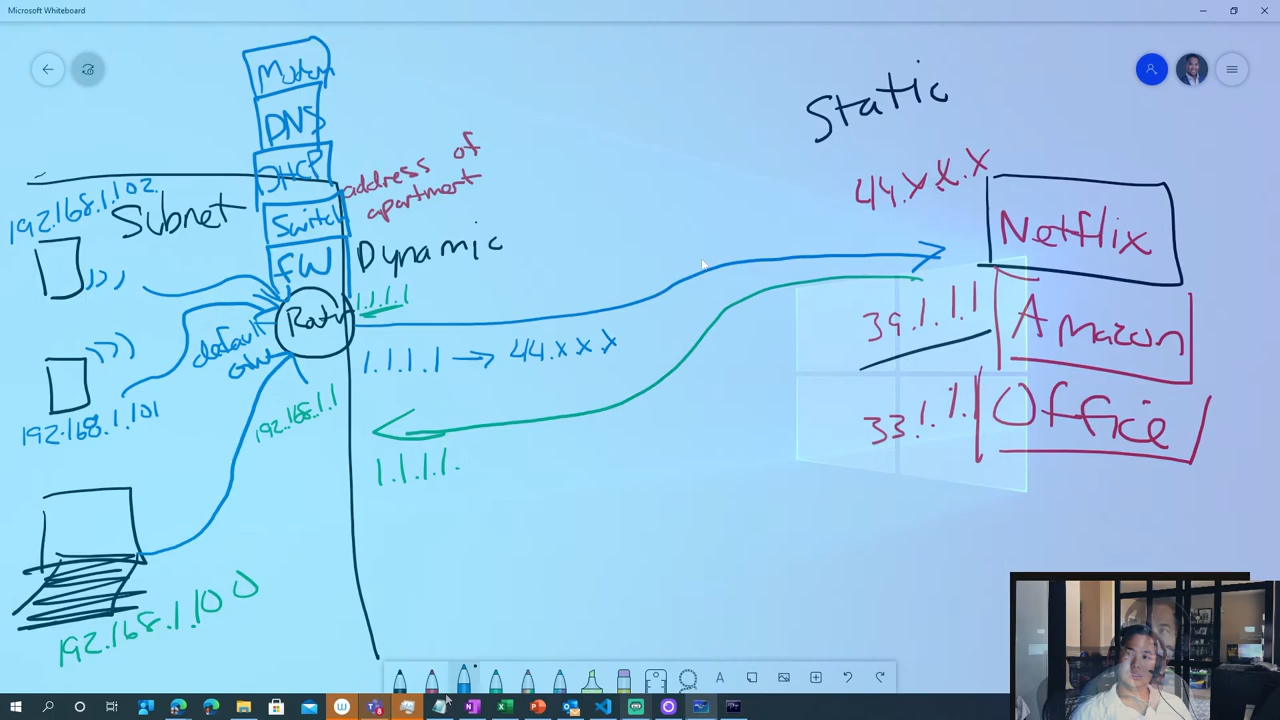 Microsoft Whiteboard
Modem
DNS
DHCP
Switch
FW
address of
apartment
Static
192.168.1.102
Subnet
Dynamic
1.1.1.1
44.x.x.x
Netflix
default
GW
1.1.1.1 → 44.x.x.x
39.1.1.1
Amazon
192.168.1.101
192.168.1.1
1.1.1.1.
33.1.1.1
Office
192.168.1.100